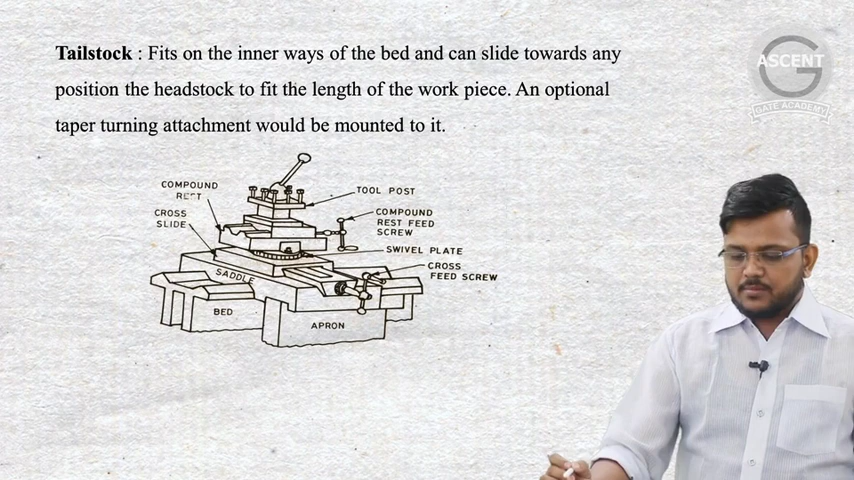 Tailstock : Fits on the inner ways of the bed and can slide towards any
position the headstock to fit the length of the work piece. An optional
taper turning attachment would be mounted to it.
ASCENT
GATE ACADEMY
COMPOUND
REST
TOOL POST
CROSS
SLIDE
COMPOUND
REST FEED
SCREW
SWIVEL PLATE
CROSS
FEED SCREW
SADDLE
BED
APRON